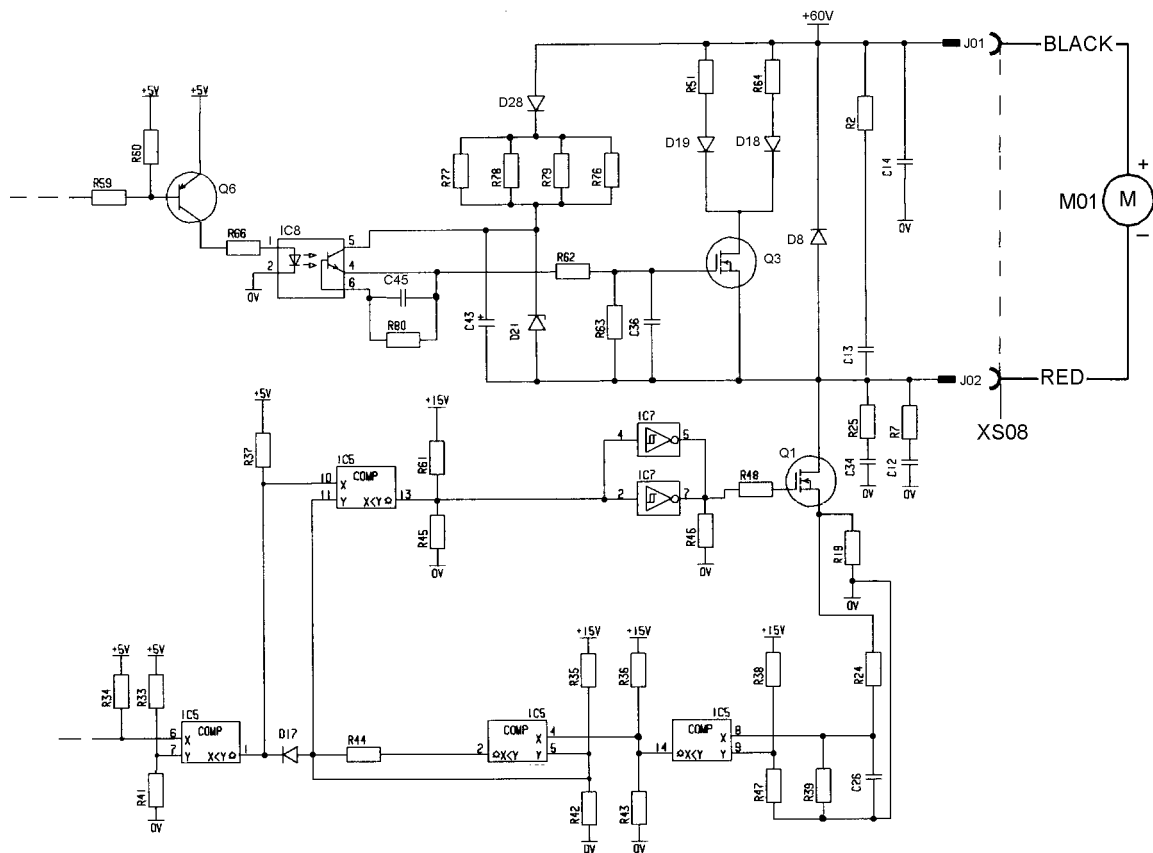 +60V
J01
BLACK
R51
R64
D28
+5V
+5V
R60
R2
D19
D18
R77
R78
R79
R76
C14
R59
Q6
+
M01
M
0V
IC8
R66
1
5
D8
Q3
R62
2
4
6
C45
0V
R63
C36
C43
+
D21
R80
C13
J02
RED
+5V
+15V
XS08
R25
R7
IC7
4
5
Q1
R37
R61
IC5
COMP
10
X
11
Y
X<Y
13
C34
C12
IC7
2
7
R48
0V
0V
R45
R46
R19
0V
0V
0V
+15V
+15V
+15V
+5V
+5V
R34
R33
R35
R36
R38
R24
IC5
COMP
6
X
7
Y
X<Y
1
D17
R44
IC5
COMP
2
X<Y
X
4
Y
5
IC5
COMP
14
X<Y
X
8
Y
9
R41
R42
R43
R47
R39
C26
0V
0V
0V